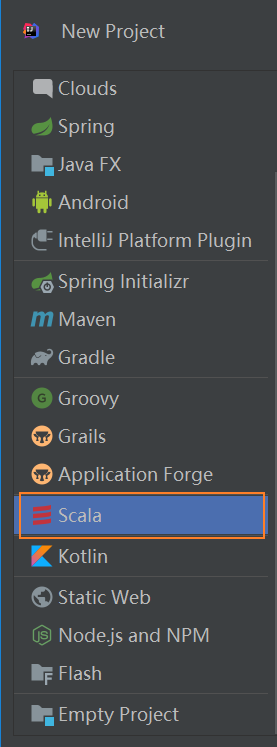 New Project
Clouds
Spring
Java FX
Android
IntelliJ Platform Plugin
Spring Initializr
Maven
Gradle
Groovy
Grails
Application Forge
Scala
Kotlin
Static Web
Node.js and NPM
Flash
Empty Project